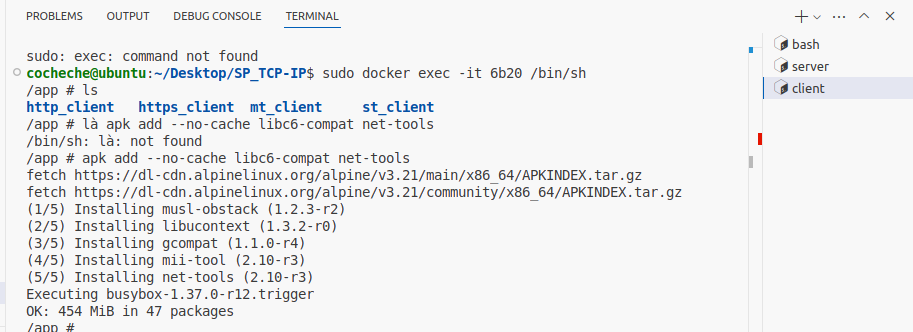 PROBLEMS OUTPUT DEBUG CONSOLE TERMINAL
sudo: exec: command not found
cocheche@ubuntu:~/Desktop/SP_TCP-IP$ sudo docker exec -it 6b20 /bin/sh
/app # ls
http_client https_client mt_client st_client
/app # là apk add --no-cache libc6-compat net-tools
/bin/sh: là: not found
/app # apk add --no-cache libc6-compat net-tools
fetch https://dl-cdn.alpinelinux.org/alpine/v3.21/main/x86_64/APKINDEX.tar.gz
fetch https://dl-cdn.alpinelinux.org/alpine/v3.21/community/x86_64/APKINDEX.tar.gz
(1/5) Installing musl-obstack (1.2.3-r2)
(2/5) Installing libucontext (1.3.2-r0)
(3/5) Installing gcompat (1.1.0-r4)
(4/5) Installing mii-tool (2.10-r3)
(5/5) Installing net-tools (2.10-r3)
Executing busybox-1.37.0-r12.trigger
OK: 454 MiB in 47 packages
/app #
bash
server
client